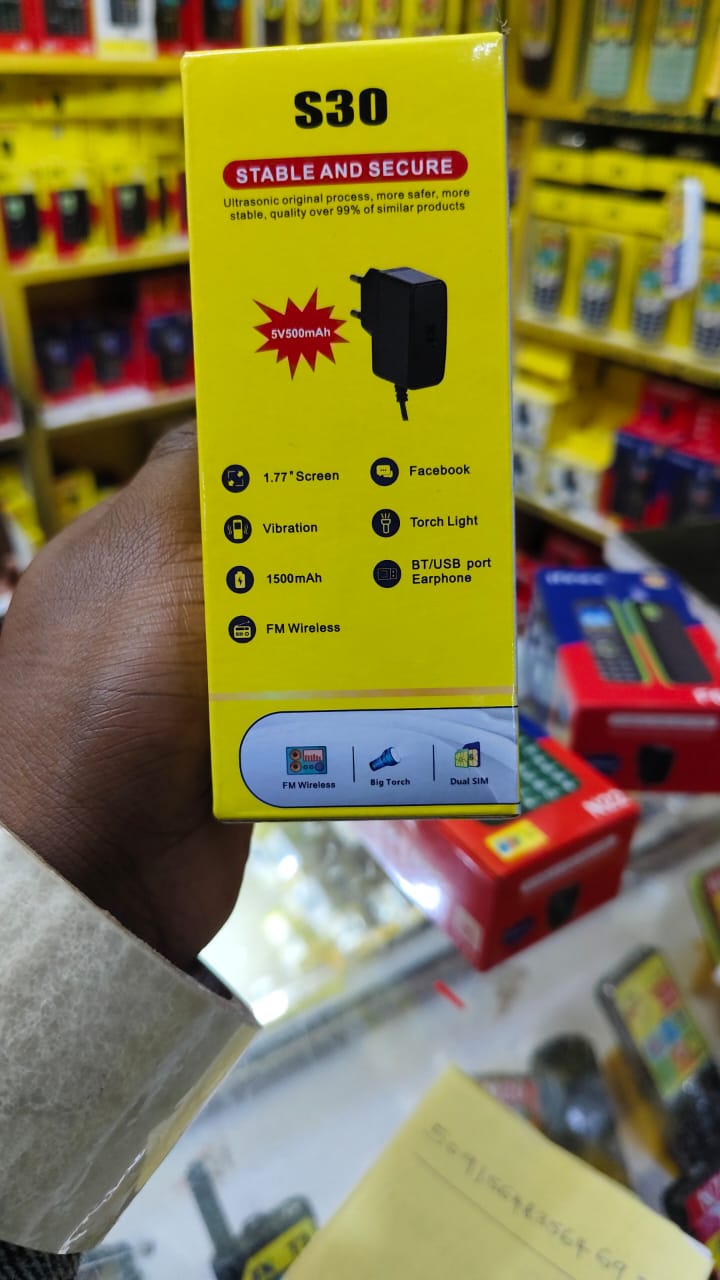 S30
STABLE AND SECURE
Ultrasonic original process, more safer, more
stable, quality over 99% of similar products
5V500mAh
1.77" Screen
Facebook
Vibration
Torch Light
1500mAh
BT/USB port
Earphone
FM Wireless
FM Wireless
Big Torch
Dual SIM